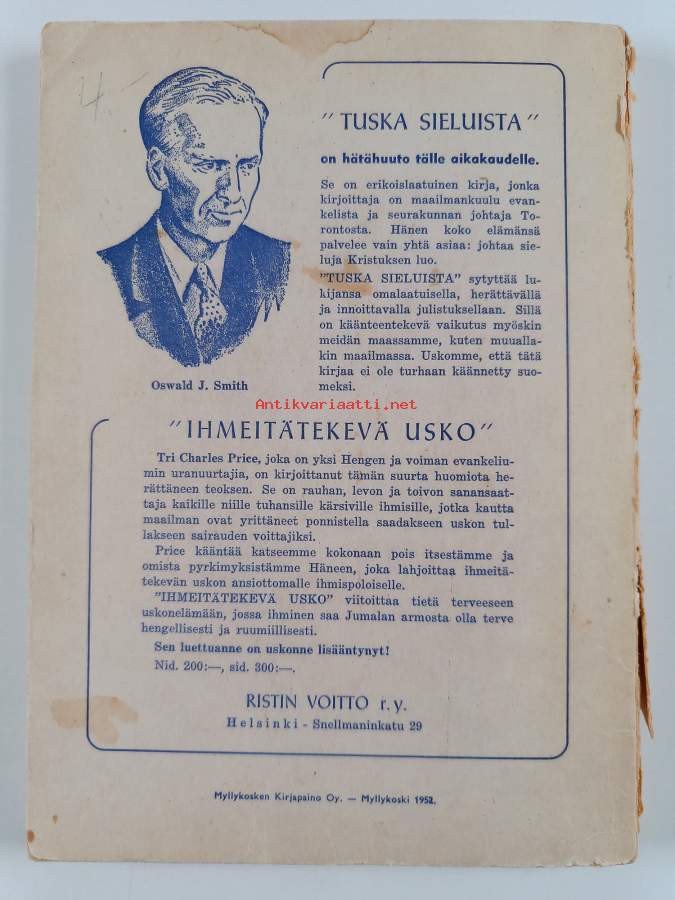 4.-
"TUSKA SIELUISTA"
on hätähuuto tälle aikakaudelle.
Se on erikoislaatuinen kirja, jonka
kirjoittaja on maailmankuulu evan-
kelista ja seurakunnan johtaja To-
rontosta. Hänen koko elämänsä
palvelee vain yhtä asiaa: johtaa sie-
luja Kristuksen luo.
"TUSKA SIELUISTA" sytyttää lu-
kijansa omalaatuisella, herättävällä
ja innoittavalla julistuksellaan. Sillä
on käänteentekevä vaikutus myöskin
meidän maassamme, kuten muualla-
kin maailmassa. Uskomme, että tätä
kirjaa ei ole turhaan käännetty suo-
meksi.
Oswald J. Smith
Antikvariaatti.net
"IHMEITÄTEKEVÄ USKO"
Tri Charles Price, joka on yksi Hengen ja voiman evankeliu-
min uranuurtajia, on kirjoittanut tämän suurta huomiota he-
rättäneen teoksen. Se on rauhan, levon ja toivon sanansaat-
taja kaikille niille tuhansille kärsiville ihmisille, jotka kautta
maailman ovat yrittäneet ponnistella saadakseen uskon tul-
lakseen sairauden voittajiksi.
Price kääntää katseemme kokonaan pois itsestämme ja
omista pyrkimyksistämme Häneen, joka lahjoittaa ihmeitä-
tekevän uskon ansiottomalle ihmispoloiselle.
"IHMEITÄTEKEVÄ USKO" viitoittaa tietä terveeseen
uskonelämään, jossa ihminen saa Jumalan armosta olla terve
hengellisesti ja ruumiillisesti.
Sen luettuanne on uskonne lisääntynyt!
Nid. 200:—, sid. 300:—.
RISTIN VOITTO r.y.
Helsinki - Snellmaninkatu 29
Myllykosken Kirjapaino Oy. — Myllykoski 1952.